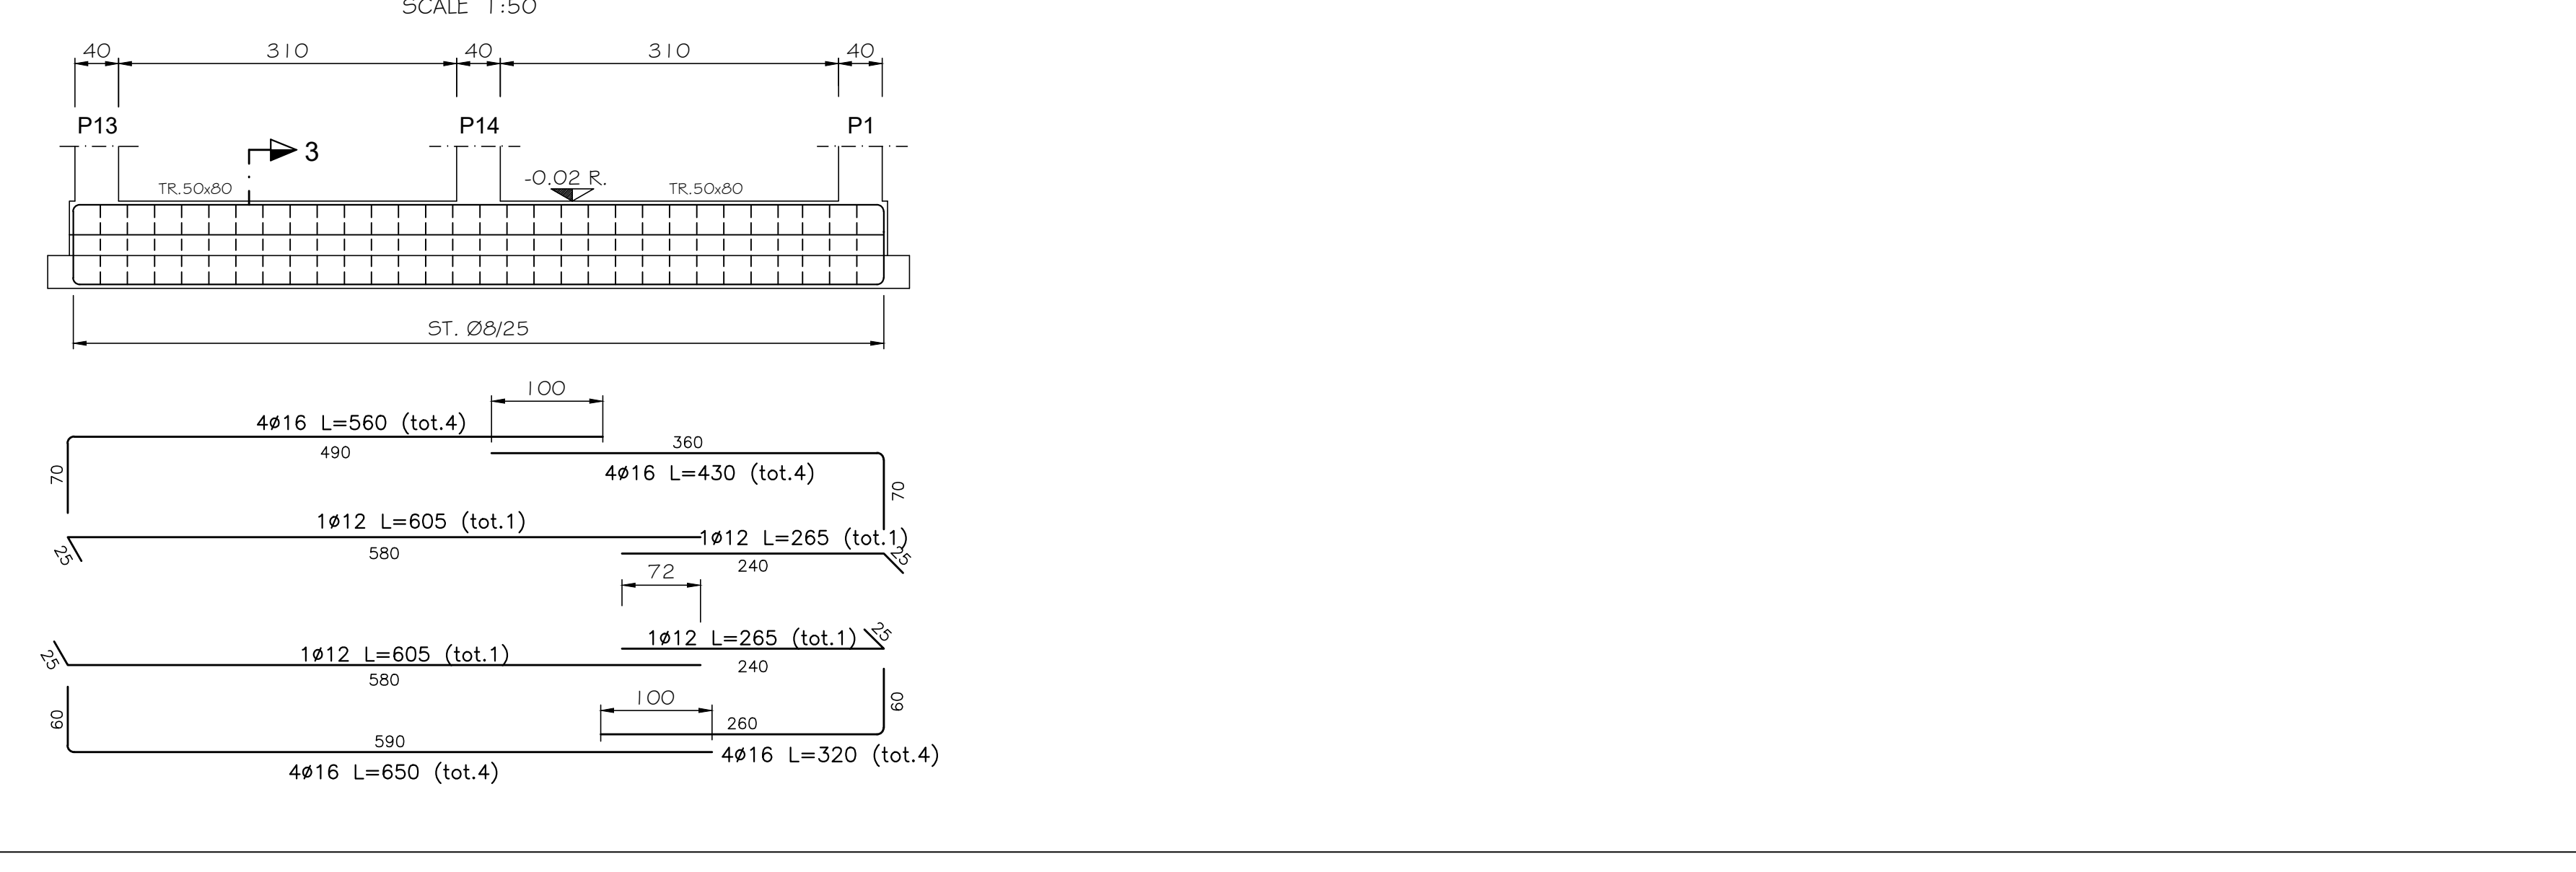 SCALE 1:50
40 310 40 310 40
P13 P14 P1
3
-0.02 R.
TR.50x80 TR.50x80
ST. Ø8/25
100
4ø16 L=560 (tot.4)
490
360
70
4ø16 L=430 (tot.4)
70
1ø12 L=605 (tot.1)
1ø12 L=265 (tot.1)
25
580
25
240
72
1ø12 L=265 (tot.1)
25
1ø12 L=605 (tot.1)
25
240
580
100
60
60
260
590
4ø16 L=320 (tot.4)
4ø16 L=650 (tot.4)